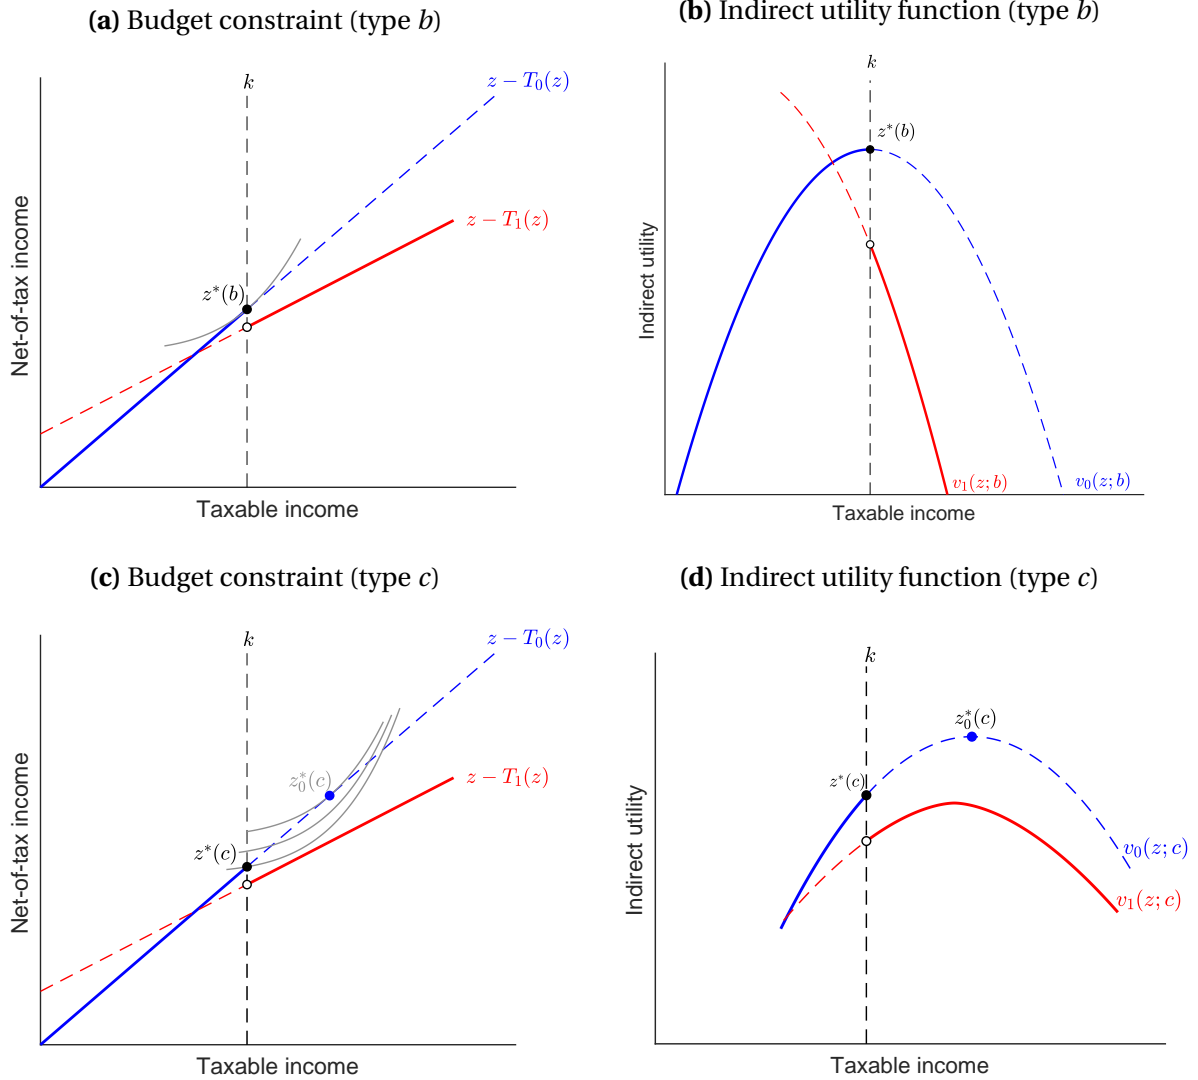 (a) Budget constraint (type b)
k
z − T₀(z)
z − T₁(z)
z*(b)
Net-of-tax income
Taxable income
(b) Indirect utility function (type b)
k
z*(b)
v₁(z; b)
v₀(z; b)
Indirect utility
Taxable income
(c) Budget constraint (type c)
k
z − T₀(z)
z₀*(c)
z − T₁(z)
z*(c)
Net-of-tax income
Taxable income
(d) Indirect utility function (type c)
k
z₀*(c)
z*(c)
v₀(z; c)
v₁(z; c)
Indirect utility
Taxable income